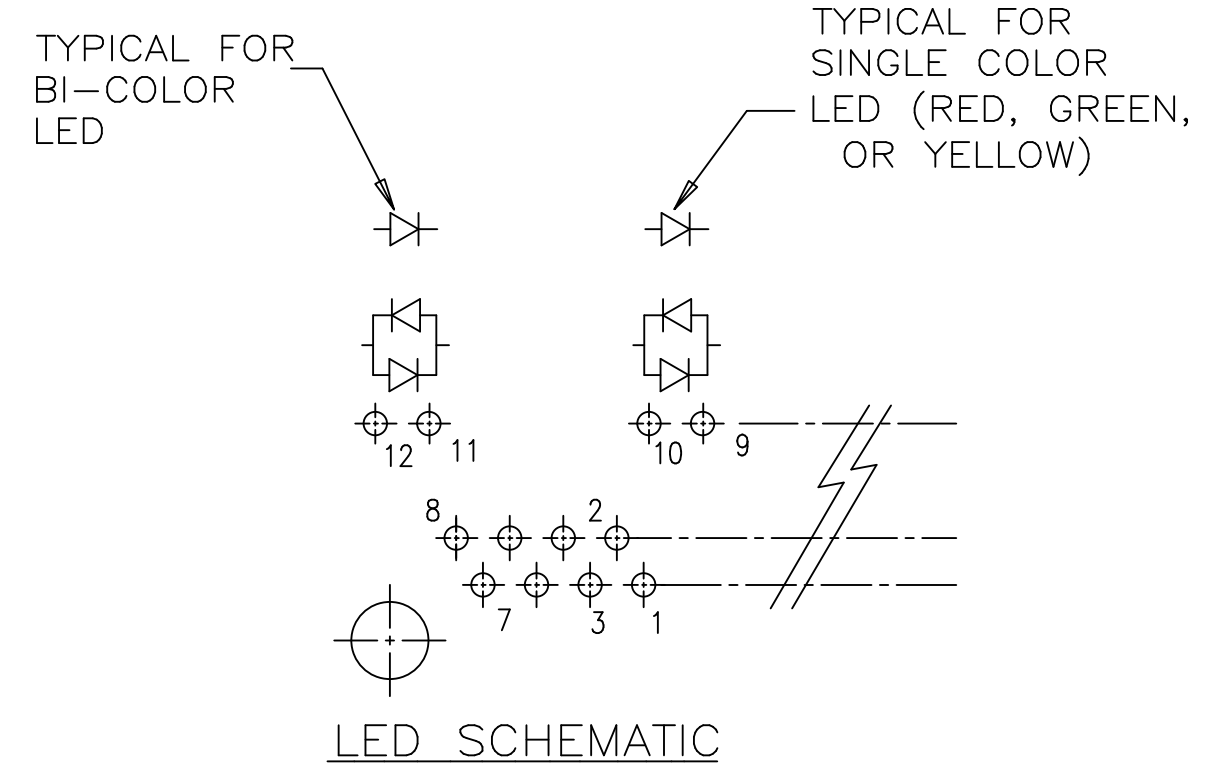 TYPICAL FOR
BI-COLOR
LED
TYPICAL FOR
SINGLE COLOR
LED (RED, GREEN,
OR YELLOW)
12 11 10 9
8 2
7 3 1
LED SCHEMATIC